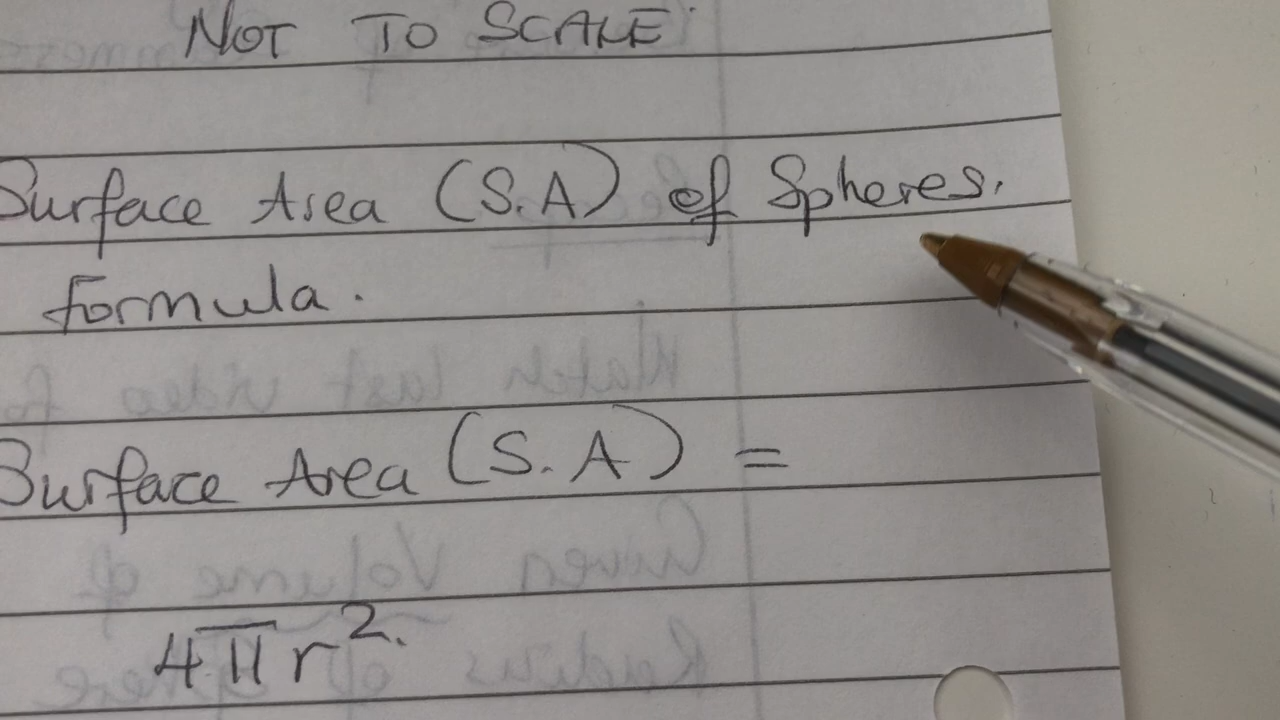 NOT TO SCALE
Surface Area (S.A) of Spheres.
formula.
Surface Area (S.A) =
4πr².